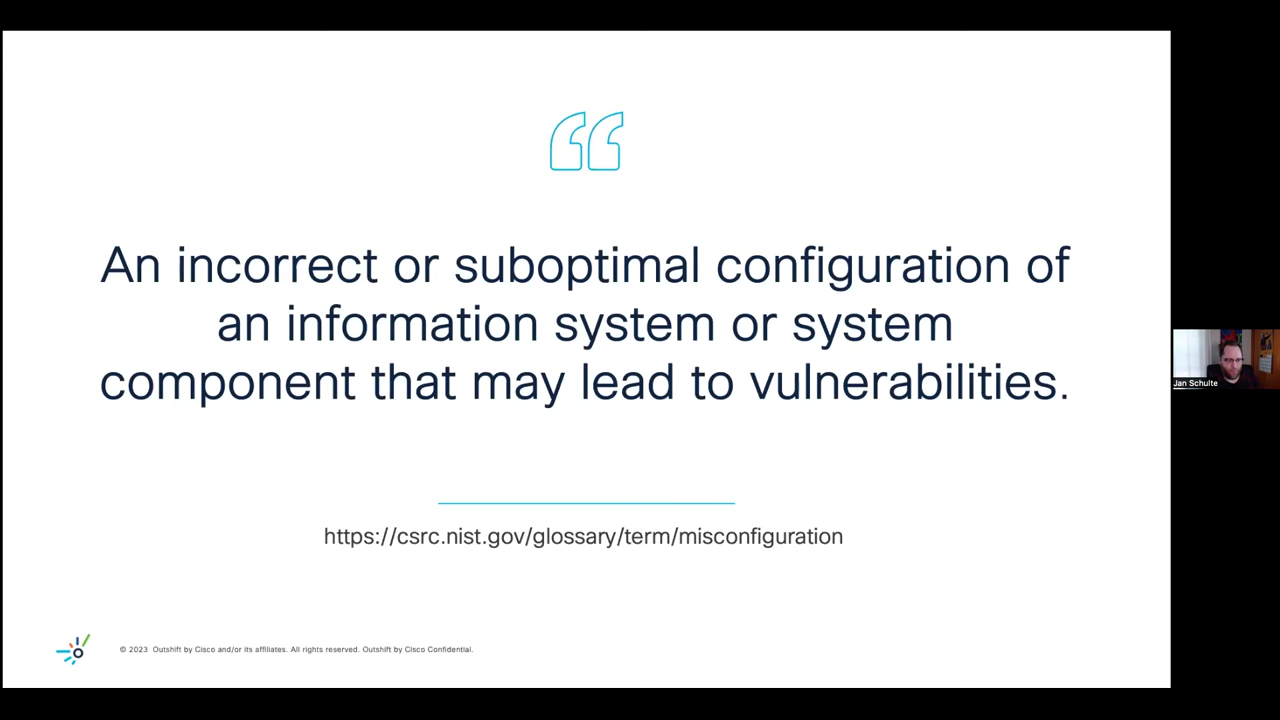 An incorrect or suboptimal configuration of
an information system or system
component that may lead to vulnerabilities.
https://csrc.nist.gov/glossary/term/misconfiguration
© 2023 Outshift by Cisco and/or its affiliates. All rights reserved. Outshift by Cisco Confidential.
Jan Schulte